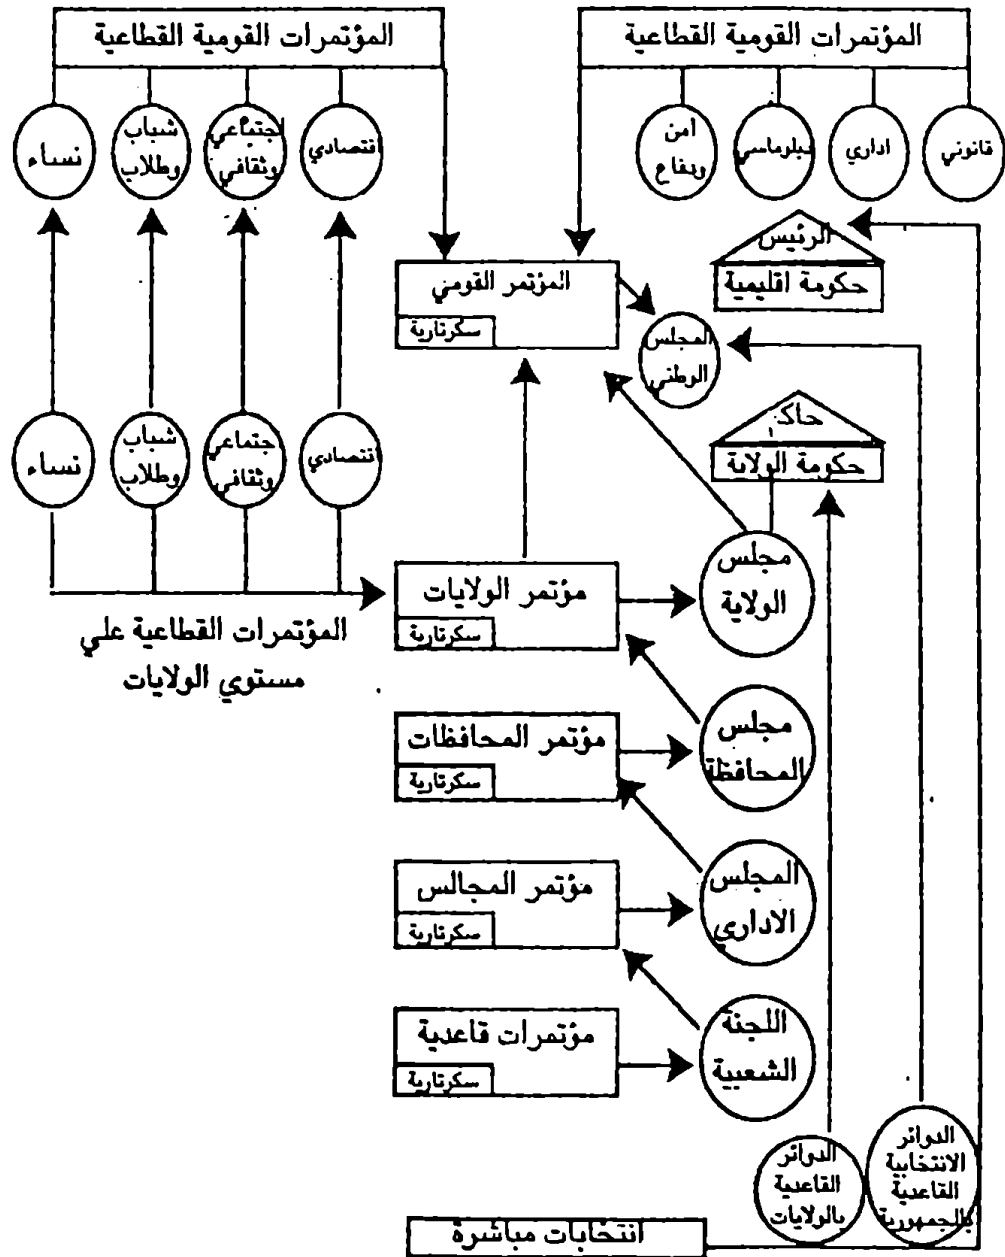 المؤتمرات القومية القطاعية
المؤتمرات القومية القطاعية
قانوني
اداري
دبلوماسي
امن
ودفاع
اقتصادي
اجتماعي
وثقافي
شباب
وطلاب
نساء
الرئيس
حكومة اقليمية
المؤتمر القومي
سكرتارية
المجلس
الوطني
حاكم
حكومة الولاية
اقتصادي
اجتماعي
وثقافي
شباب
وطلاب
نساء
مجلس
الولاية
مؤتمر الولايات
سكرتارية
المؤتمرات القطاعية علي
مستوي الولايات
مجلس
المحافظة
مؤتمر المحافظات
سكرتارية
المجلس
الاداري
مؤتمر المجالس
سكرتارية
اللجنة
الشعبية
مؤتمرات قاعدية
سكرتارية
الدوائر
الانتخابية
القاعدية
بالجمهورية
الدوائر
القاعدية
بالولايات
انتخابات مباشرة